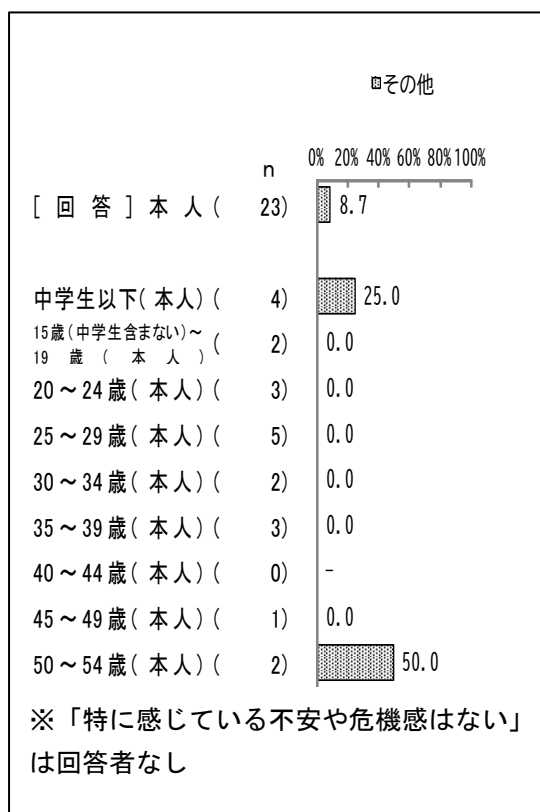 その他
n
0% 20% 40% 60% 80% 100%
[ 回 答 ] 本 人 ( 23) 8.7
中学生以下( 本人) ( 4) 25.0
15歳(中学生含まない)~
19 歳 ( 本 人 ) ( 2) 0.0
20~24歳( 本人) ( 3) 0.0
25~29歳( 本人) ( 5) 0.0
30~34歳( 本人) ( 2) 0.0
35~39歳( 本人) ( 3) 0.0
40~44歳( 本人) ( 0) -
45~49歳( 本人) ( 1) 0.0
50~54歳( 本人) ( 2) 50.0
※「特に感じている不安や危機感はない」
は回答者なし